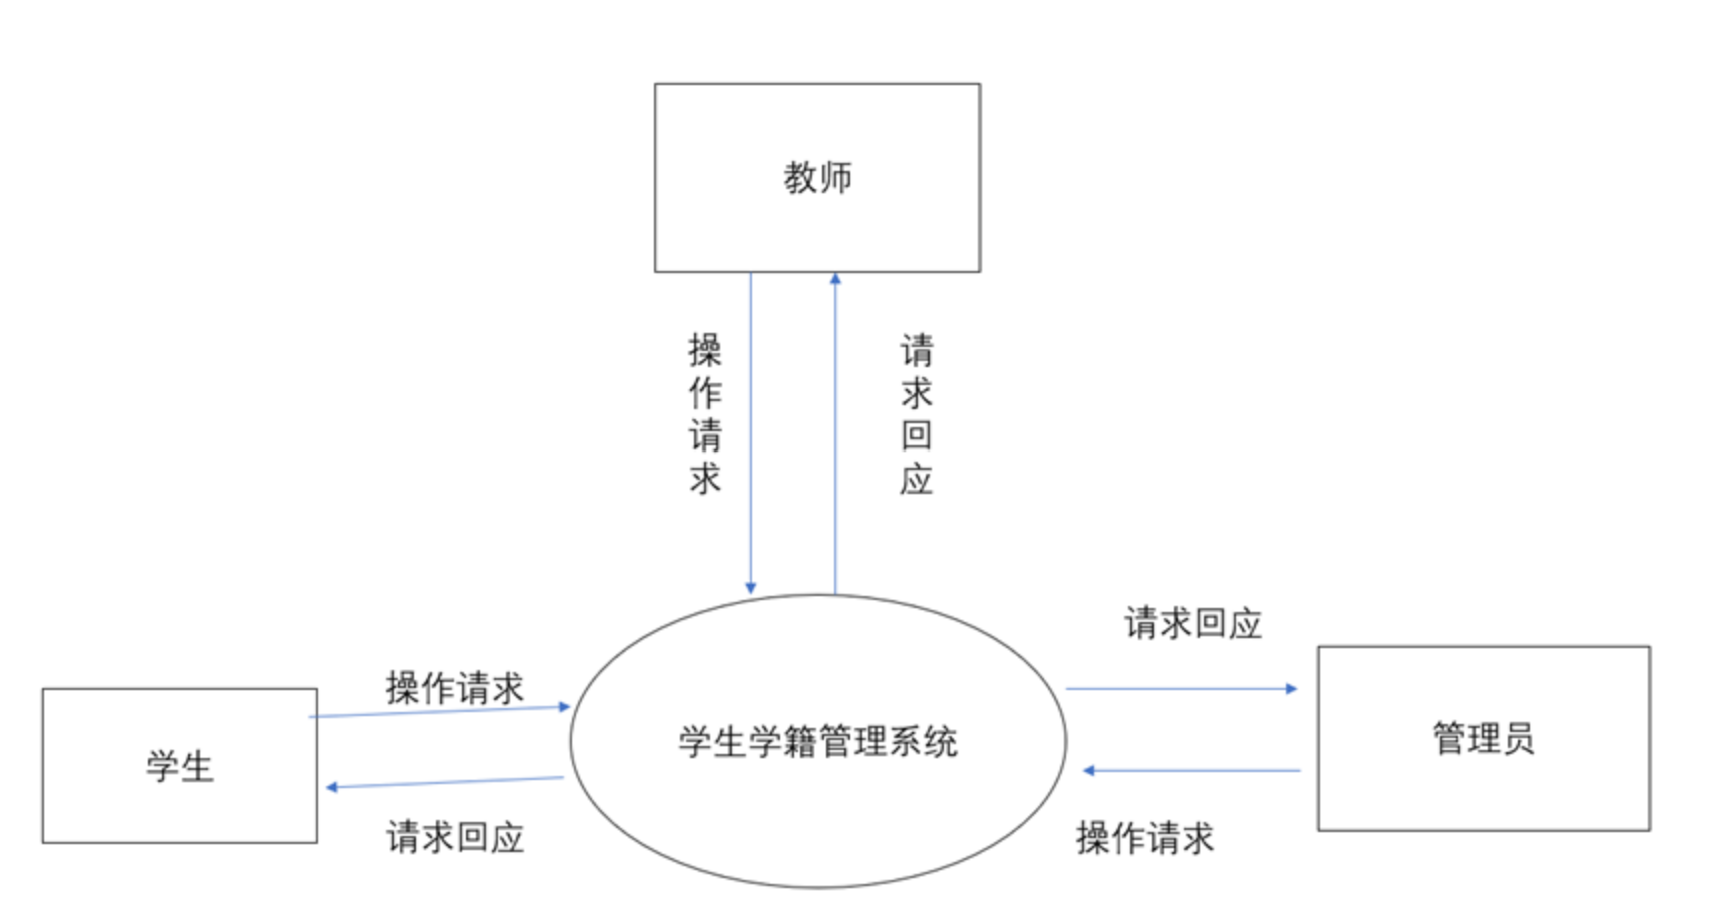 教师
操作请求
请求回应
请求回应
操作请求
学生
学生学籍管理系统
管理员
请求回应
操作请求